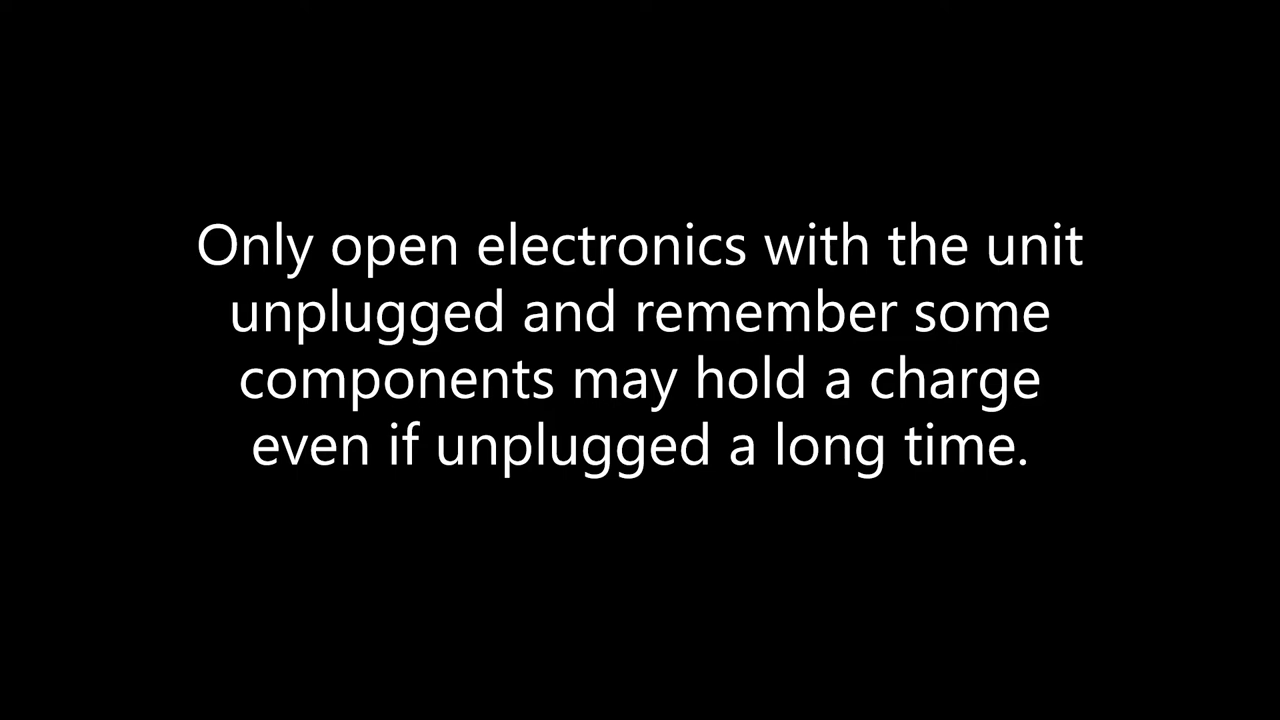 Only open electronics with the unit
unplugged and remember some
components may hold a charge
even if unplugged a long time.